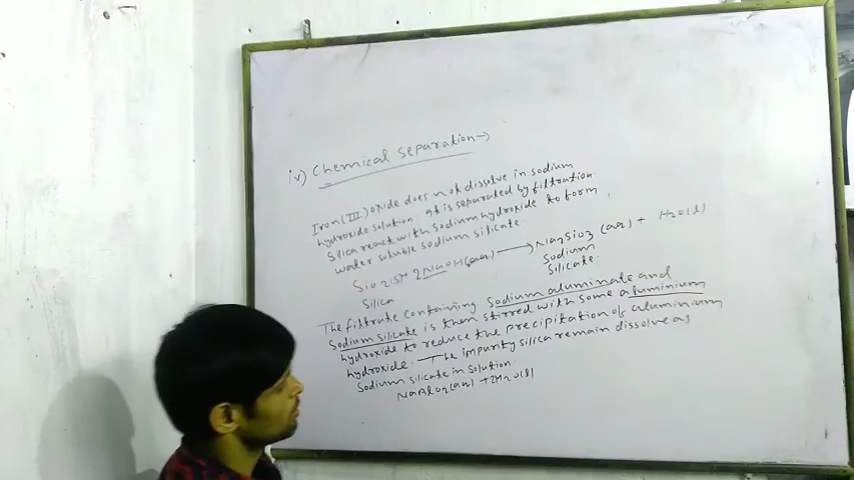 iv) Chemical Separation →
Iron (III) oxide does not dissolve in sodium
hydroxide solution It is separated by filtration.
Silica react with sodium hydroxide to form
water soluble sodium silicate.
SiO2(s) + 2NaOH(aq) → Na2SiO3 (aq) + H2O(l)
Silica
Sodium
Silicate.
The filtrate containing Sodium aluminate and
Sodium silicate is then stirred with some aluminium
hydroxide to reduce the precipitation of aluminium
hydroxide. The impurity silica remain dissolve as
Sodium silicate in solution.
NaAlO2(aq) + 2H2O(l)